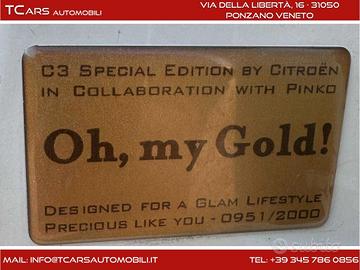 TCars automobili
VIA DELLA LIBERTÀ, 16 - 31050
PONZANO VENETO
C3 Special Edition by Citroën
in Collaboration with Pinko
Oh, my Gold!
Designed for a Glam Lifestyle
Precious like you - 0951/2000
Subito
MAIL: INFO@TCARSAUTOMOBILI.IT
TEL: +39 345 786 0856